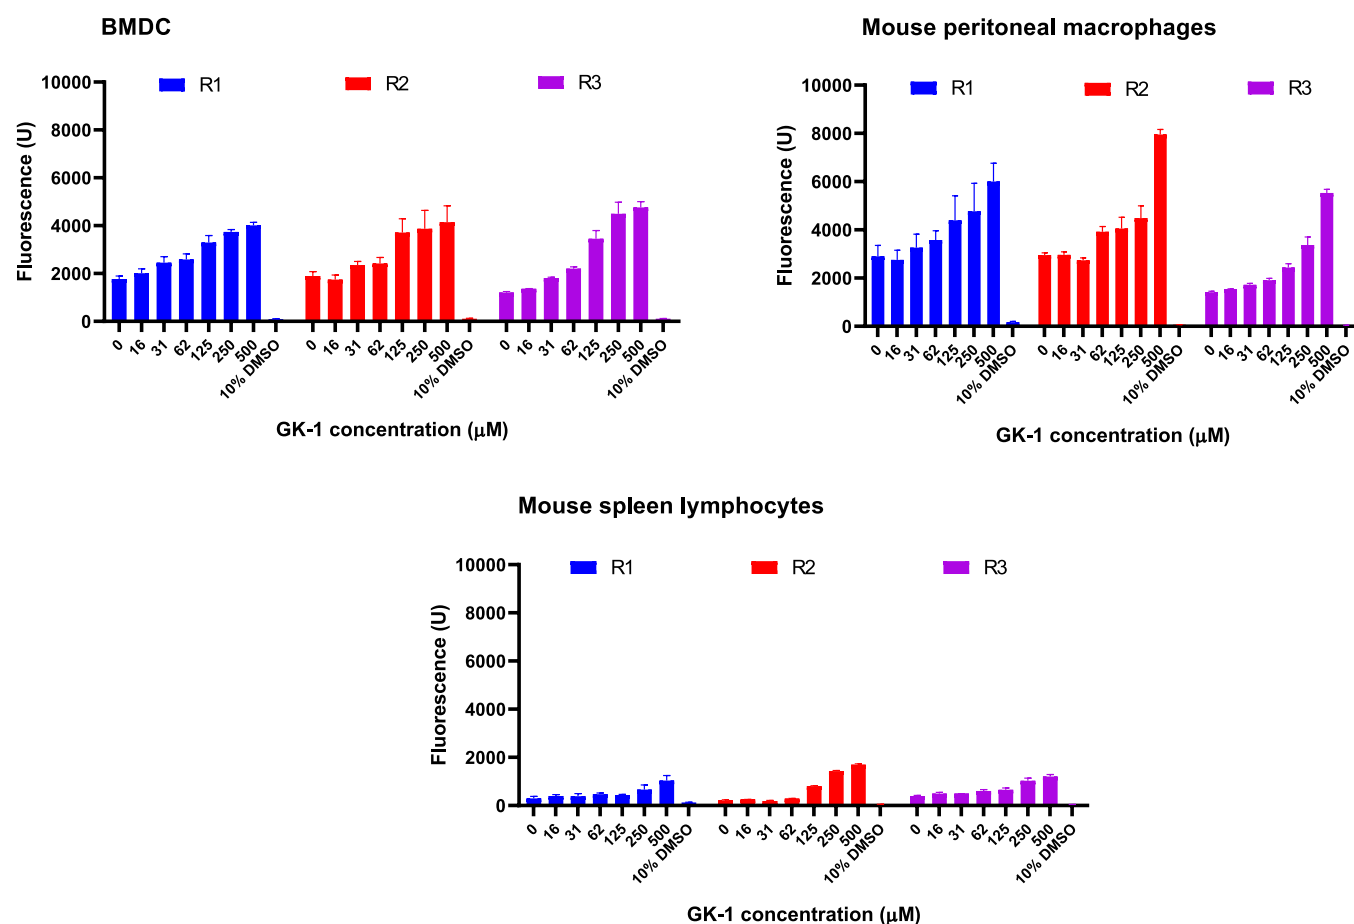 BMDC
R1 R2 R3
Fluorescence (U)
10000
8000
6000
4000
2000
0
0 16 31 62 125 250 500 10% DMSO 0 16 31 62 125 250 500 10% DMSO 0 16 31 62 125 250 500 10% DMSO
GK-1 concentration (μM)
Mouse peritoneal macrophages
R1 R2 R3
Fluorescence (U)
10000
8000
6000
4000
2000
0
0 16 31 62 125 250 500 10% DMSO 0 16 31 62 125 250 500 10% DMSO 0 16 31 62 125 250 500 10% DMSO
GK-1 concentration (μM)
Mouse spleen lymphocytes
R1 R2 R3
Fluorescence (U)
10000
8000
6000
4000
2000
0
0 16 31 62 125 250 500 10% DMSO 0 16 31 62 125 250 500 10% DMSO 0 16 31 62 125 250 500 10% DMSO
GK-1 concentration (μM)